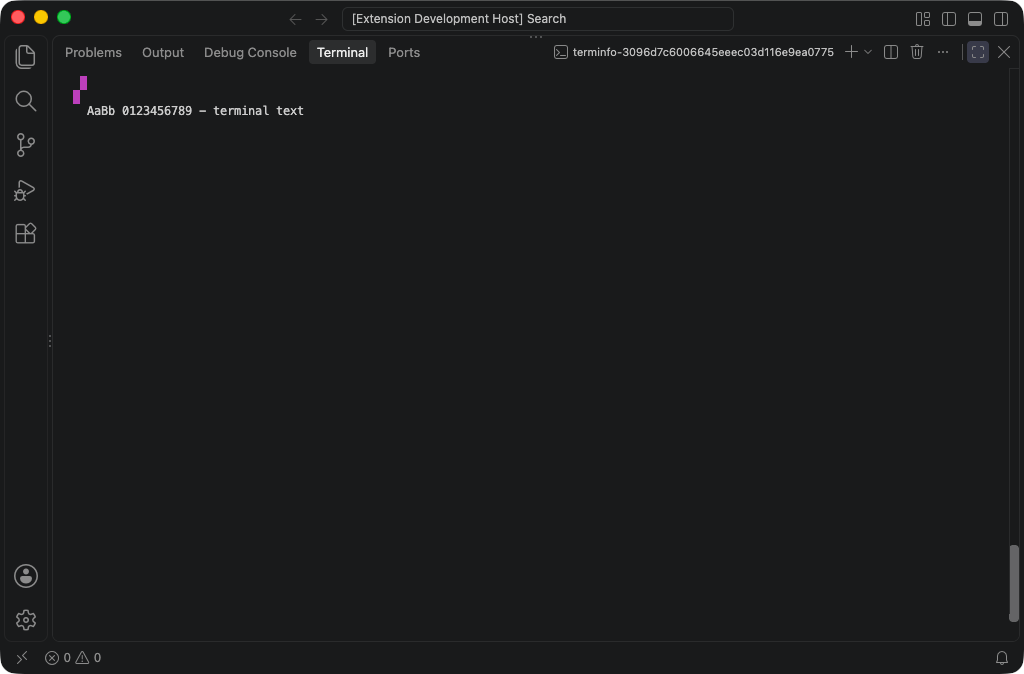 [Extension Development Host] Search
Problems Output Debug Console Terminal Ports terminfo-3096d7c6006645eeec03d116e9ea0775
AaBb 0123456789 – terminal text
0 0